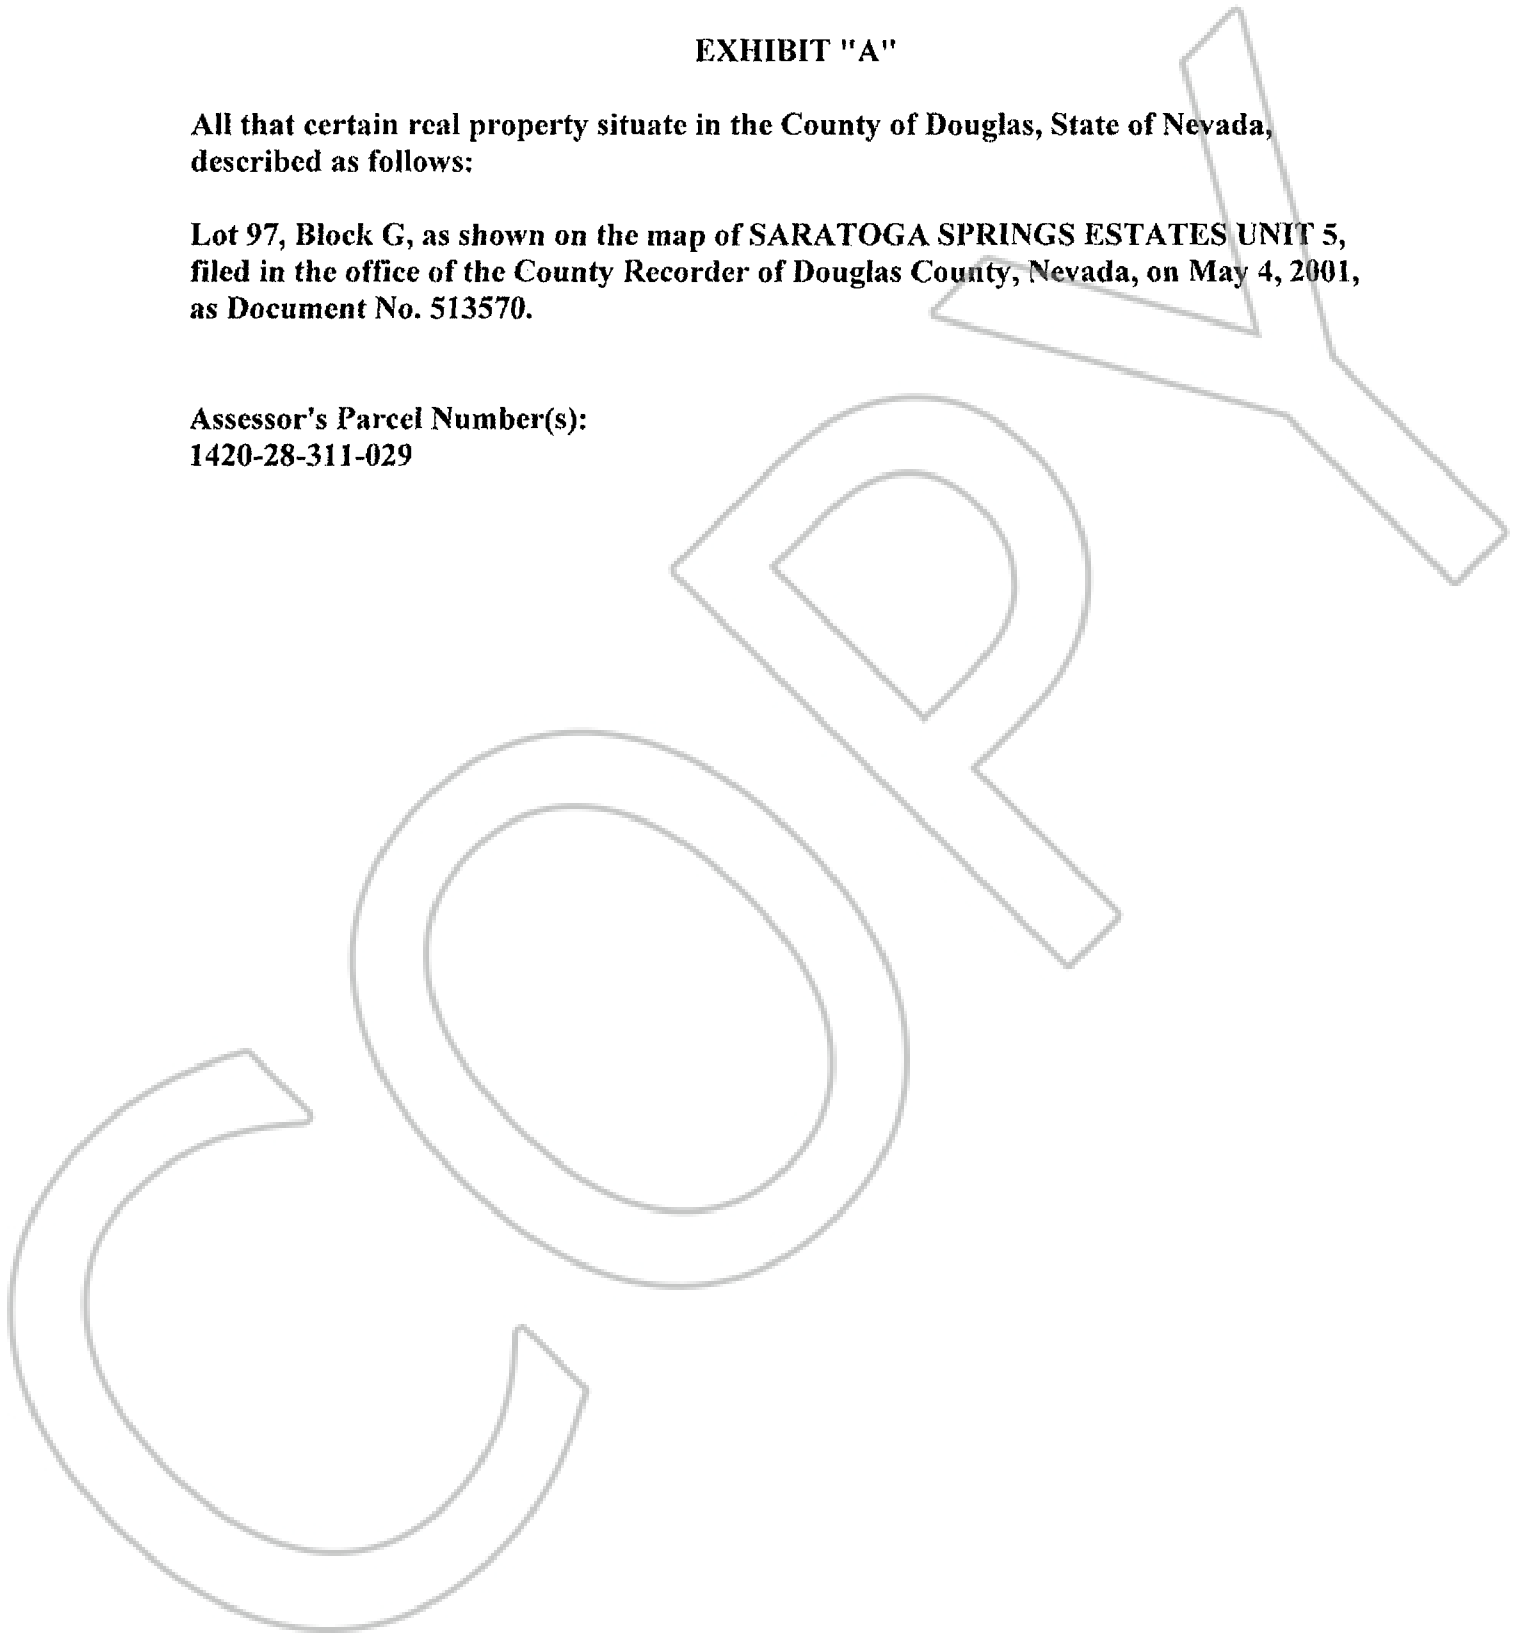 EXHIBIT "A"
All that certain real property situate in the County of Douglas, State of Nevada,
described as follows:
Lot 97, Block G, as shown on the map of SARATOGA SPRINGS ESTATES UNIT 5,
filed in the office of the County Recorder of Douglas County, Nevada, on May 4, 2001,
as Document No. 513570.
Assessor's Parcel Number(s):
1420-28-311-029
COPY